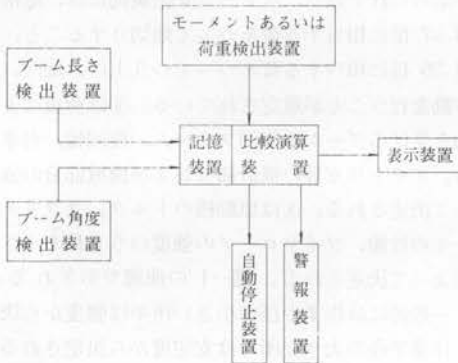 モーメントあるいは
荷重検出装置
ブーム長さ
検出装置
記憶
装置
比較演算
装置
表示装置
ブーム角度
検出装置
自動停止装置
警報装置